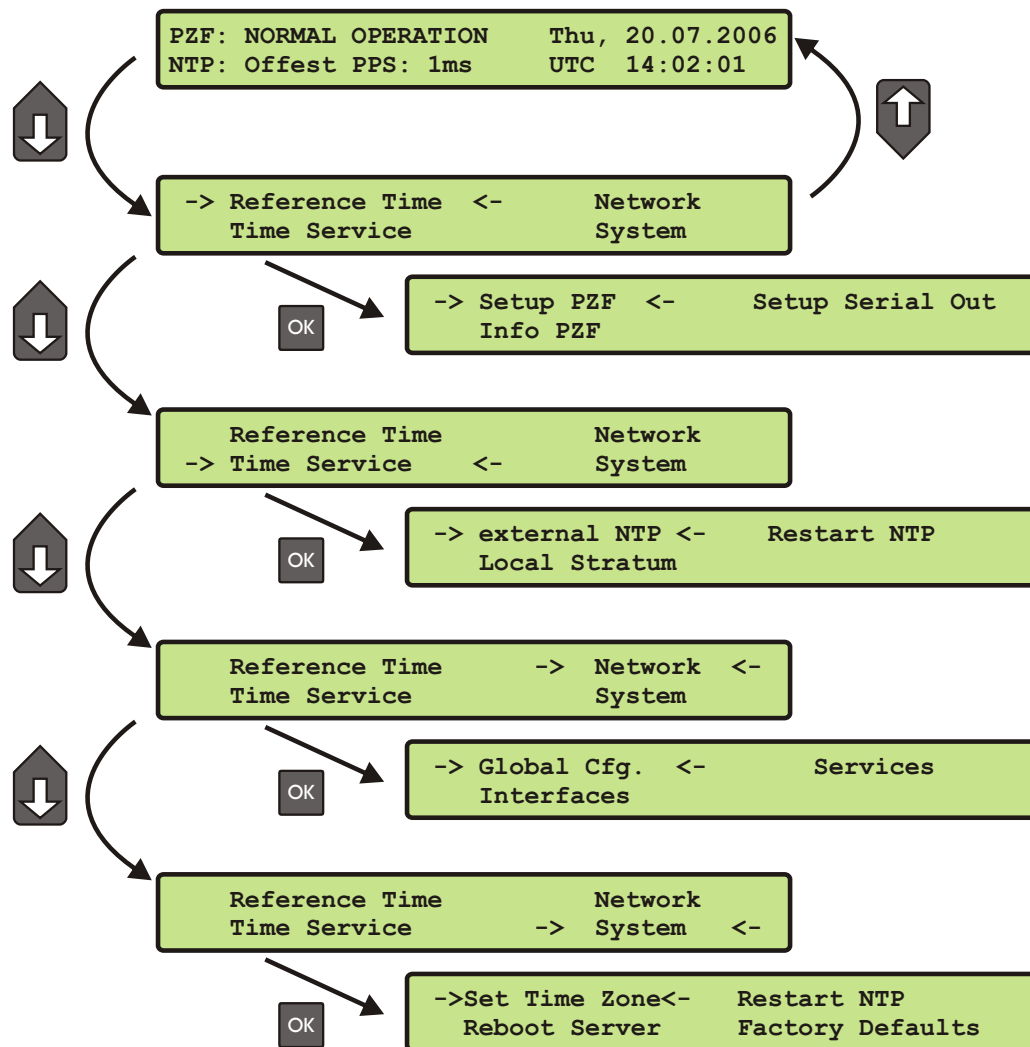 PZF: NORMAL OPERATION Thu, 20.07.2006
NTP: Offest PPS: 1ms UTC 14:02:01
-> Reference Time <- Network
Time Service System
OK
-> Setup PZF <- Setup Serial Out
Info PZF
Reference Time Network
-> Time Service <- System
OK
-> external NTP <- Restart NTP
Local Stratum
Reference Time -> Network <-
Time Service System
OK
-> Global Cfg. <- Services
Interfaces
Reference Time Network
Time Service -> System <-
OK
->Set Time Zone<- Restart NTP
Reboot Server Factory Defaults